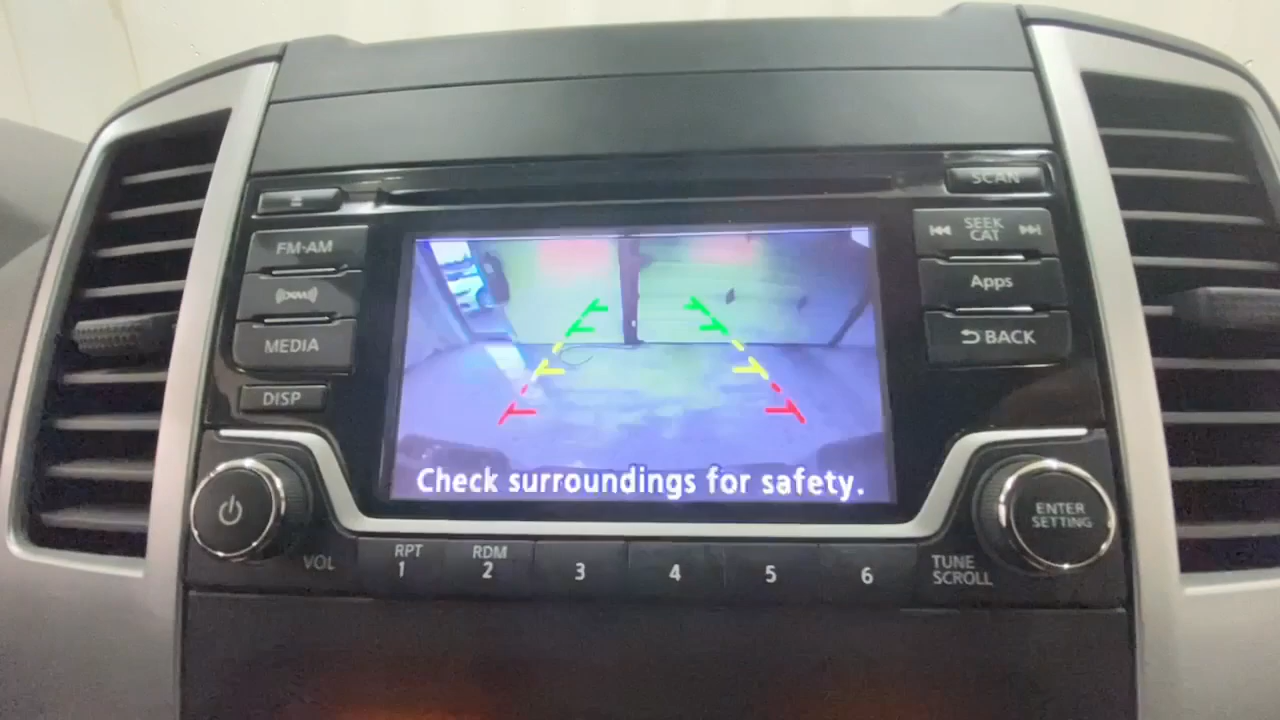 SCAN
FM-AM
SEEK
CAT
((XM))
Apps
MEDIA
BACK
DISP
Check surroundings for safety.
ENTER
SETTING
VOL
RPT
1
RDM
2
3
4
5
6
TUNE
SCROLL